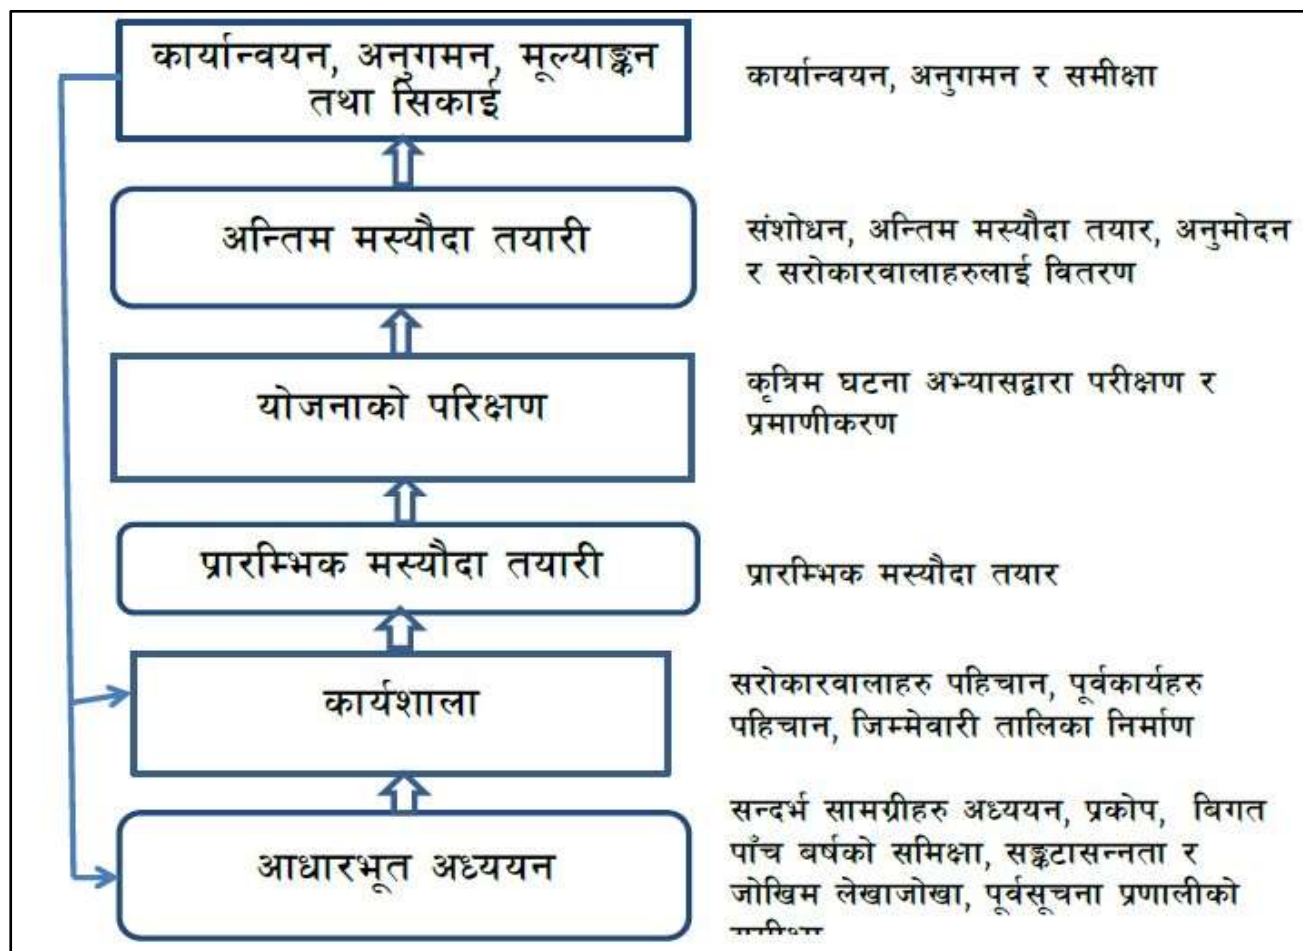 कार्यान्वयन, अनुगमन, मूल्याङ्कन
तथा सिकाई
कार्यान्वयन, अनुगमन र समीक्षा
अन्तिम मस्यौदा तयारी
संशोधन, अन्तिम मस्यौदा तयार, अनुमोदन
र सरोकारवालाहरुलाई वितरण
योजनाको परिक्षण
कृत्रिम घटना अभ्यासद्वारा परीक्षण र
प्रमाणीकरण
प्रारम्भिक मस्यौदा तयारी
प्रारम्भिक मस्यौदा तयार
कार्यशाला
सरोकारवालाहरु पहिचान, पूर्वकार्यहरु
पहिचान, जिम्मेवारी तालिका निर्माण
आधारभूत अध्ययन
सन्दर्भ सामग्रीहरु अध्ययन, प्रकोप, बिगत
पाँच बर्षको समिक्षा, सङ्कटासन्नता र
जोखिम लेखाजोखा, पूर्वसूचना प्रणालीको